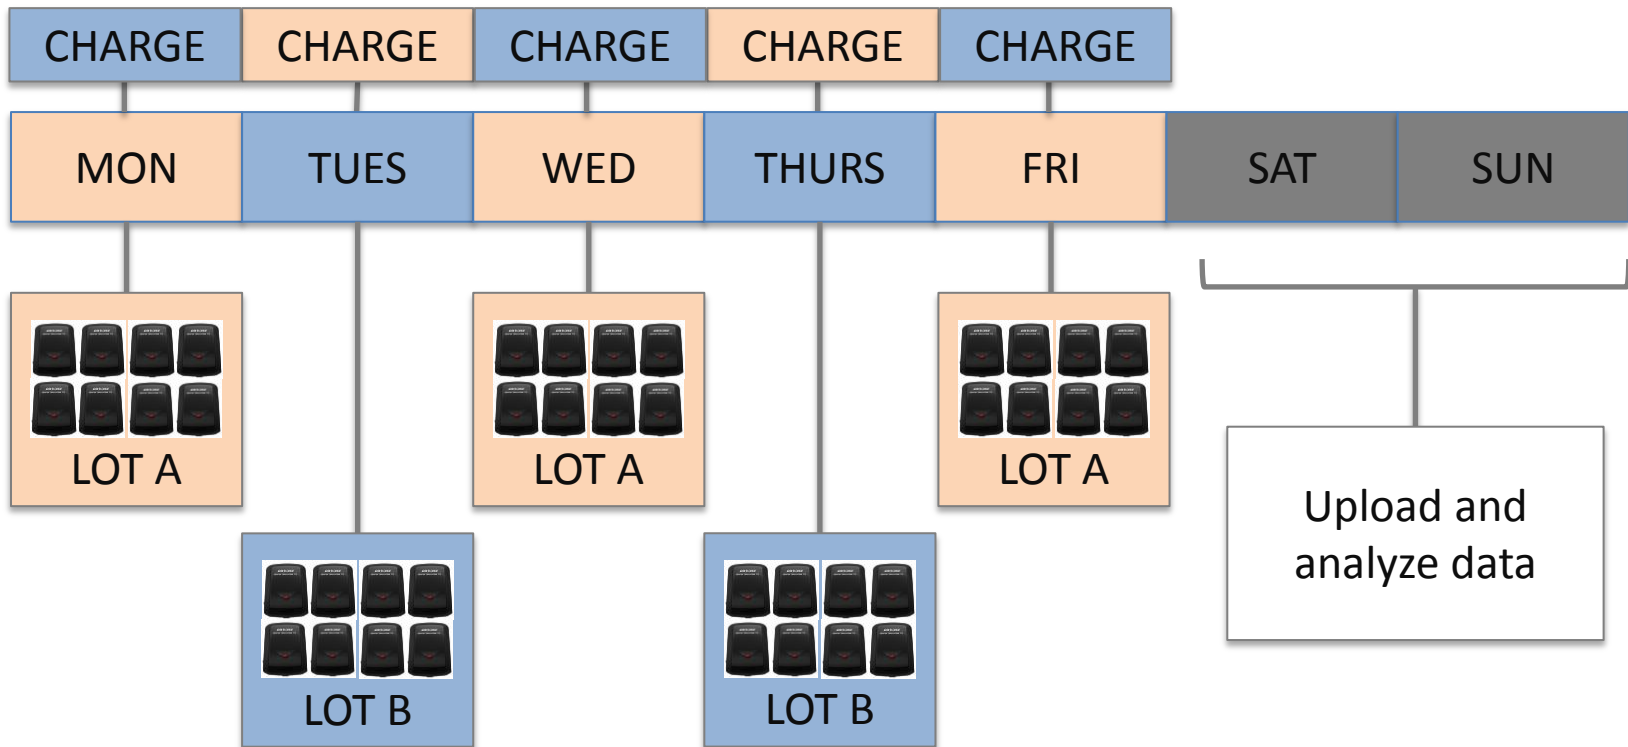 CHARGE CHARGE CHARGE CHARGE CHARGE
MON TUES WED THURS FRI SAT SUN
LOT A LOT A LOT A
Upload and
analyze data
LOT B LOT B